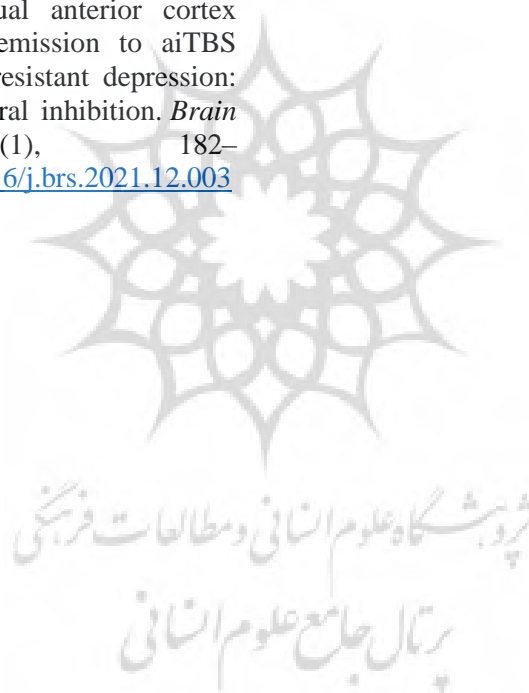 ual anterior cortex
emission to aiTBS
resistant depression:
ral inhibition. Brain
(1), 182–
6/j.brs.2021.12.003
پژوهشگاه علوم انسانی و مطالعات فرهنگی
پرتال جامع علوم انسانی